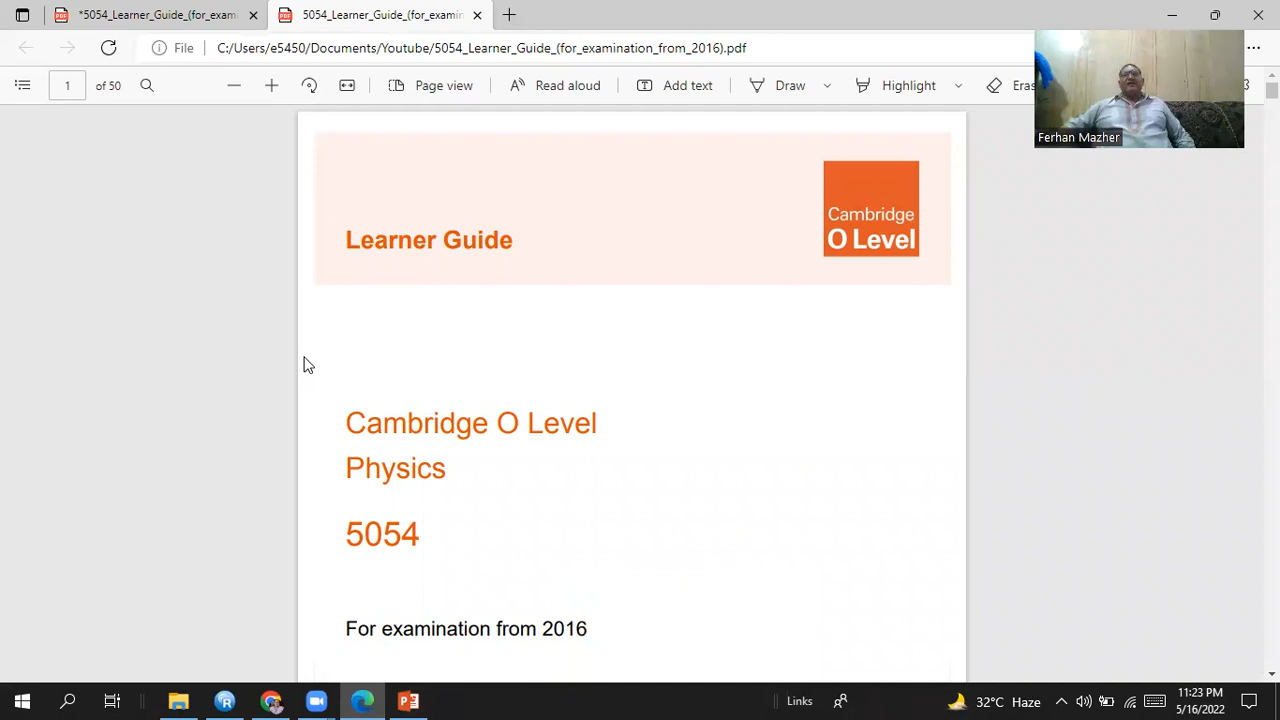 *5054_Learner_Guide_(for_exam
5054_Learner_Guide_(for_examin
File
C:/Users/e5450/Documents/Youtube/5054_Learner_Guide_(for_examination_from_2016).pdf
1 of 50
Page view
Read aloud
Add text
Draw
Highlight
Eras
Ferhan Mazher
Learner Guide
Cambridge
O Level
Cambridge O Level
Physics
5054
For examination from 2016
Links
32°C Haze
11:23 PM
5/16/2022